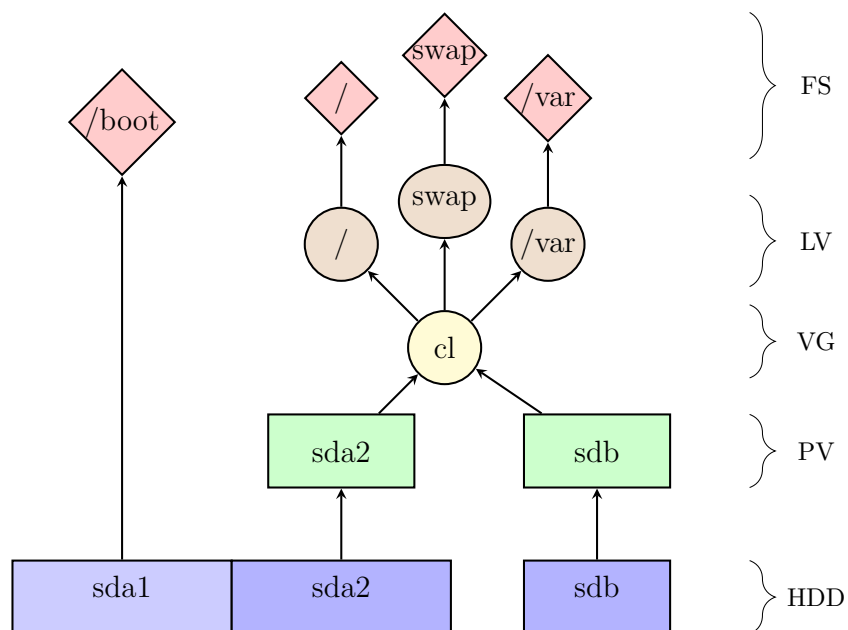 swap
FS
/
/var
/boot
swap
LV
/
/var
cl
VG
sda2
sdb
PV
sda1
sda2
sdb
HDD